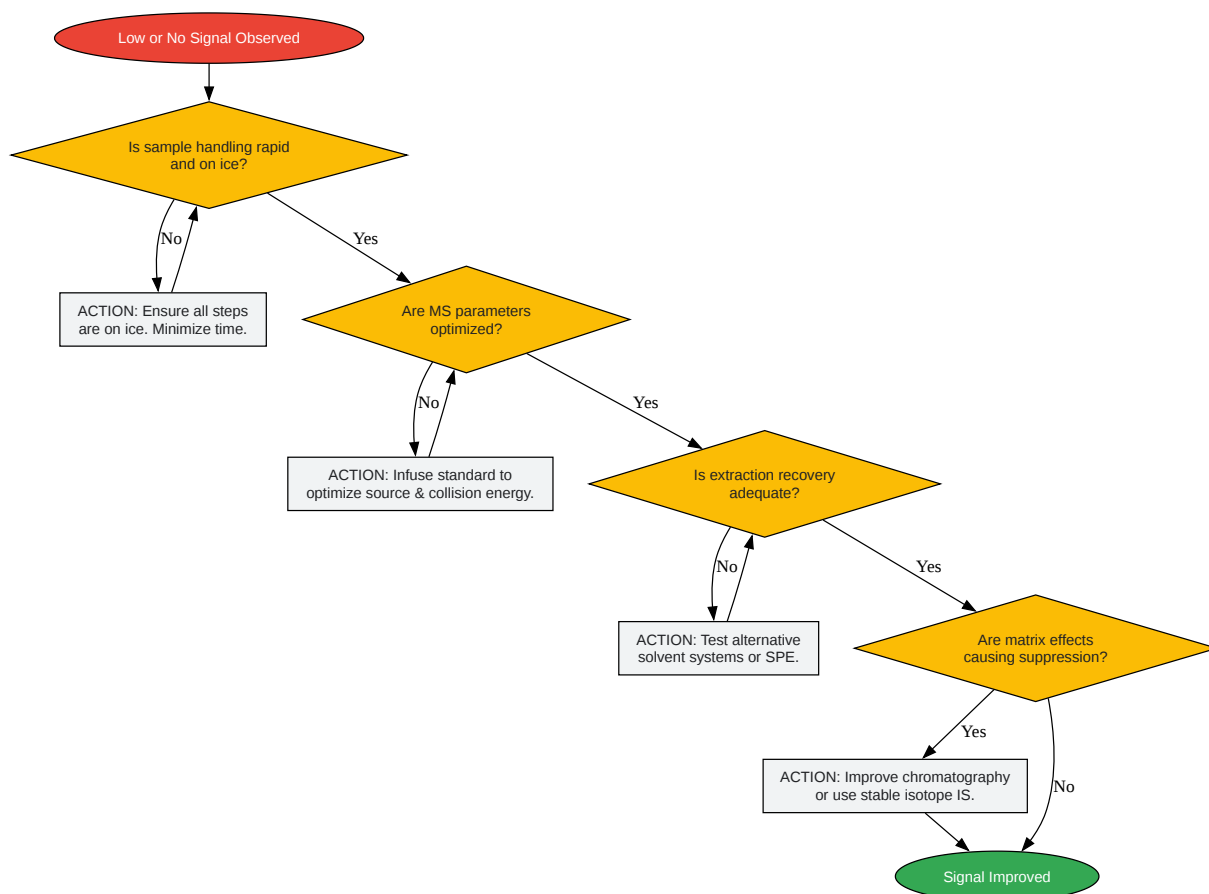 Low or No Signal Observed
Is sample handling rapid
and on ice?
No
Yes
ACTION: Ensure all steps
are on ice. Minimize time.
Are MS parameters
optimized?
No
Yes
ACTION: Infuse standard to
optimize source & collision energy.
Is extraction recovery
adequate?
No
Yes
ACTION: Test alternative
solvent systems or SPE.
Are matrix effects
causing suppression?
Yes
No
ACTION: Improve chromatography
or use stable isotope IS.
Signal Improved